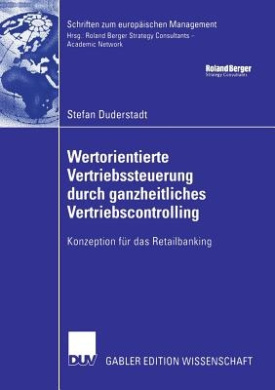 Schriften zum europäischen Management
Hrsg.: Roland Berger Strategy Consultants –
Academic Network
Roland Berger
Strategy Consultants
Stefan Duderstadt
Wertorientierte
Vertriebssteuerung
durch ganzheitliches
Vertriebscontrolling
Konzeption für das Retailbanking
DUV
GABLER EDITION WISSENSCHAFT